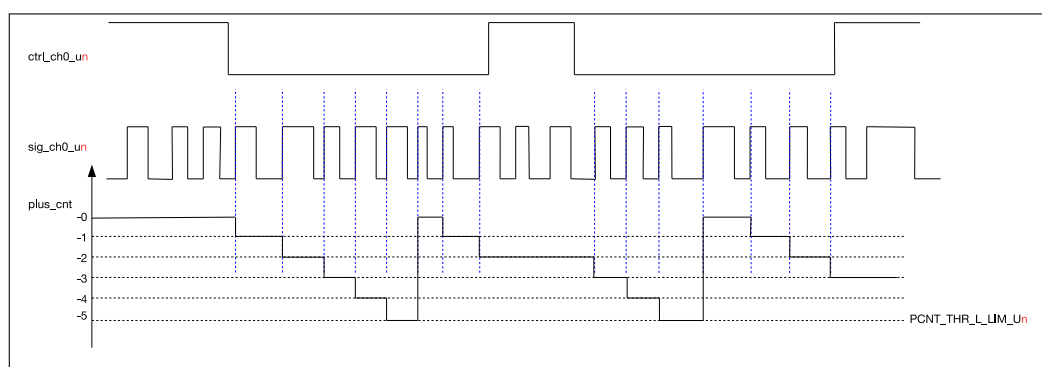 ctrl_ch0_un
sig_ch0_un
plus_cnt
-0
-1
-2
-3
-4
-5
PCNT_THR_L_LIM_Un